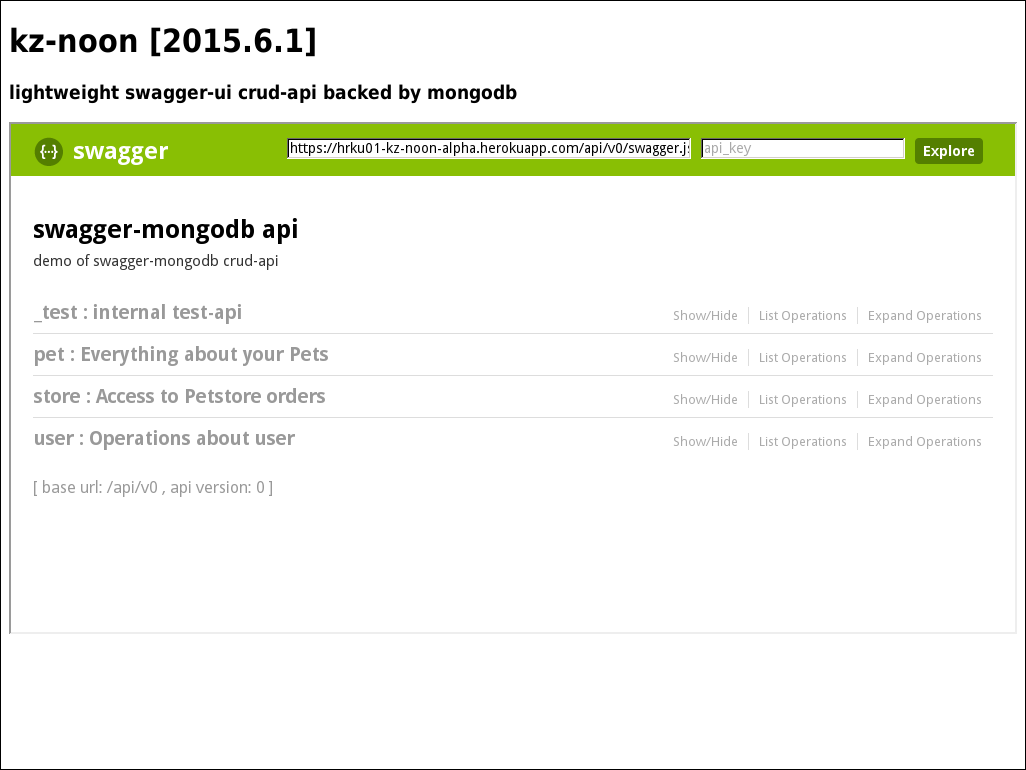 kz-noon [2015.6.1]
lightweight swagger-ui crud-api backed by mongodb
{···} swagger https://hrku01-kz-noon-alpha.herokuapp.com/api/v0/swagger.js api_key Explore
swagger-mongodb api
demo of swagger-mongodb crud-api
_test : internal test-api Show/Hide List Operations Expand Operations
pet : Everything about your Pets Show/Hide List Operations Expand Operations
store : Access to Petstore orders Show/Hide List Operations Expand Operations
user : Operations about user Show/Hide List Operations Expand Operations
[ base url: /api/v0 , api version: 0 ]